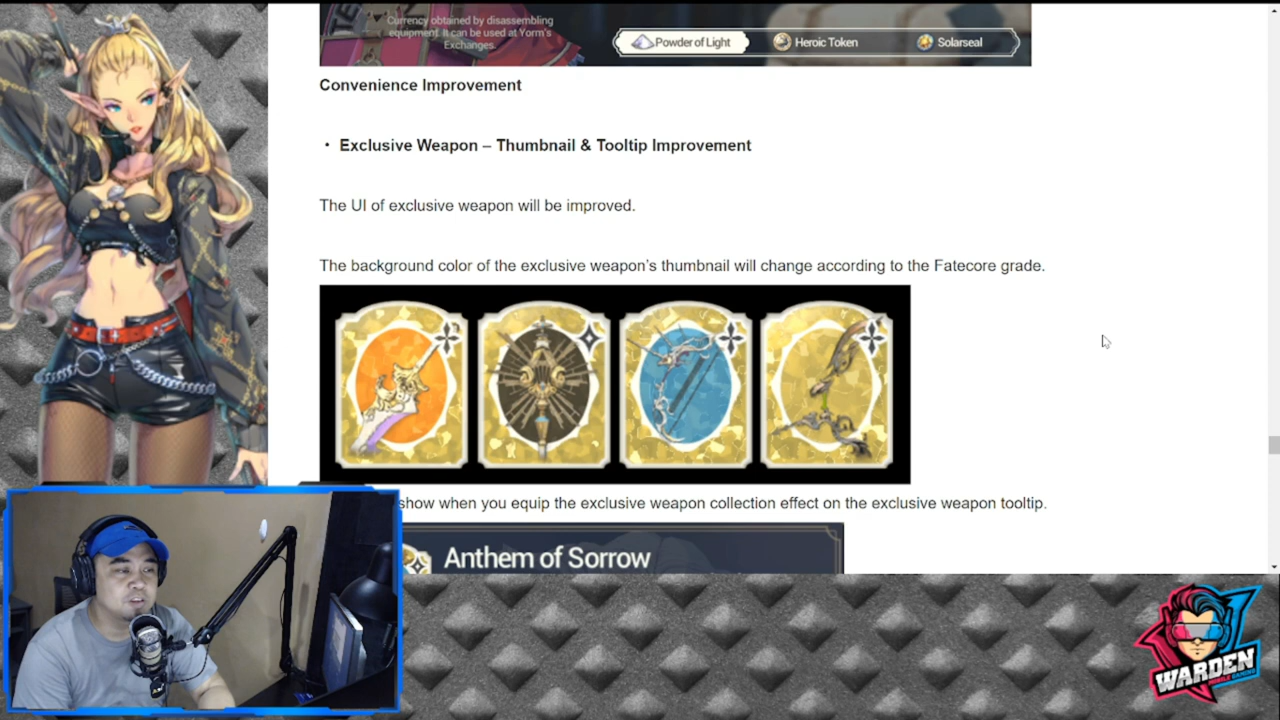 Currency obtained by disassembling
equipment. It can be used at Yorm's
Exchanges.
Powder of Light
Heroic Token
Solarseal
Convenience Improvement
• Exclusive Weapon – Thumbnail & Tooltip Improvement
The UI of exclusive weapon will be improved.
The background color of the exclusive weapon's thumbnail will change according to the Fatecore grade.
show when you equip the exclusive weapon collection effect on the exclusive weapon tooltip.
Anthem of Sorrow
WARDEN
MOBILE GAMING